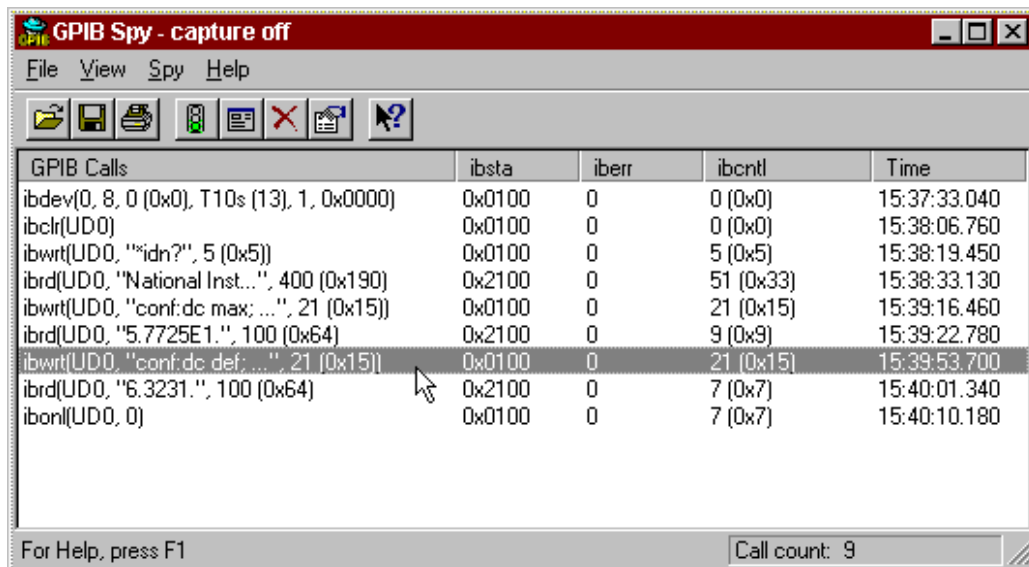 GPIB Spy - capture off
File View Spy Help
GPIB Calls ibsta iberr ibcntl Time
ibdev(0, 8, 0 (0x0), T10s (13), 1, 0x0000) 0x0100 0 0 (0x0) 15:37:33.040
ibclr(UD0) 0x0100 0 0 (0x0) 15:38:06.760
ibwrt(UD0, "*idn?", 5 (0x5)) 0x0100 0 5 (0x5) 15:38:19.450
ibrd(UD0, "National Inst...", 400 (0x190) 0x2100 0 51 (0x33) 15:38:33.130
ibwrt(UD0, "conf:dc max; ...", 21 (0x15)) 0x0100 0 21 (0x15) 15:39:16.460
ibrd(UD0, "5.7725E1.", 100 (0x64) 0x2100 0 9 (0x9) 15:39:22.780
ibwrt(UD0, "conf:dc def; ...", 21 (0x15)) 0x0100 0 21 (0x15) 15:39:53.700
ibrd(UD0, "6.3231.", 100 (0x64) 0x2100 0 7 (0x7) 15:40:01.340
ibonl(UD0, 0) 0x0100 0 7 (0x7) 15:40:10.180
For Help, press F1 Call count: 9